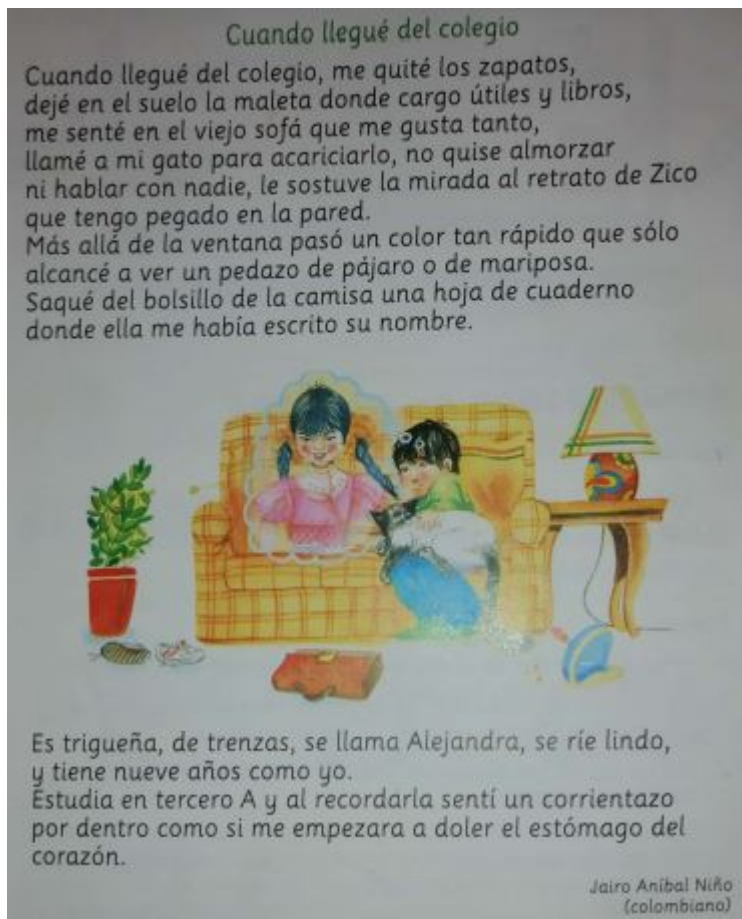 Cuando llegué del colegio
Cuando llegué del colegio, me quité los zapatos,
dejé en el suelo la maleta donde cargo útiles y libros,
me senté en el viejo sofá que me gusta tanto,
llamé a mi gato para acariciarlo, no quise almorzar
ni hablar con nadie, le sostuve la mirada al retrato de Zico
que tengo pegado en la pared.
Más allá de la ventana pasó un color tan rápido que sólo
alcancé a ver un pedazo de pájaro o de mariposa.
Saqué del bolsillo de la camisa una hoja de cuaderno
donde ella me había escrito su nombre.
Es trigueña, de trenzas, se llama Alejandra, se ríe lindo,
y tiene nueve años como yo.
Estudia en tercero A y al recordarla sentí un corrientazo
por dentro como si me empezara a doler el estómago del
corazón.
Jairo Aníbal Niño
(colombiano)